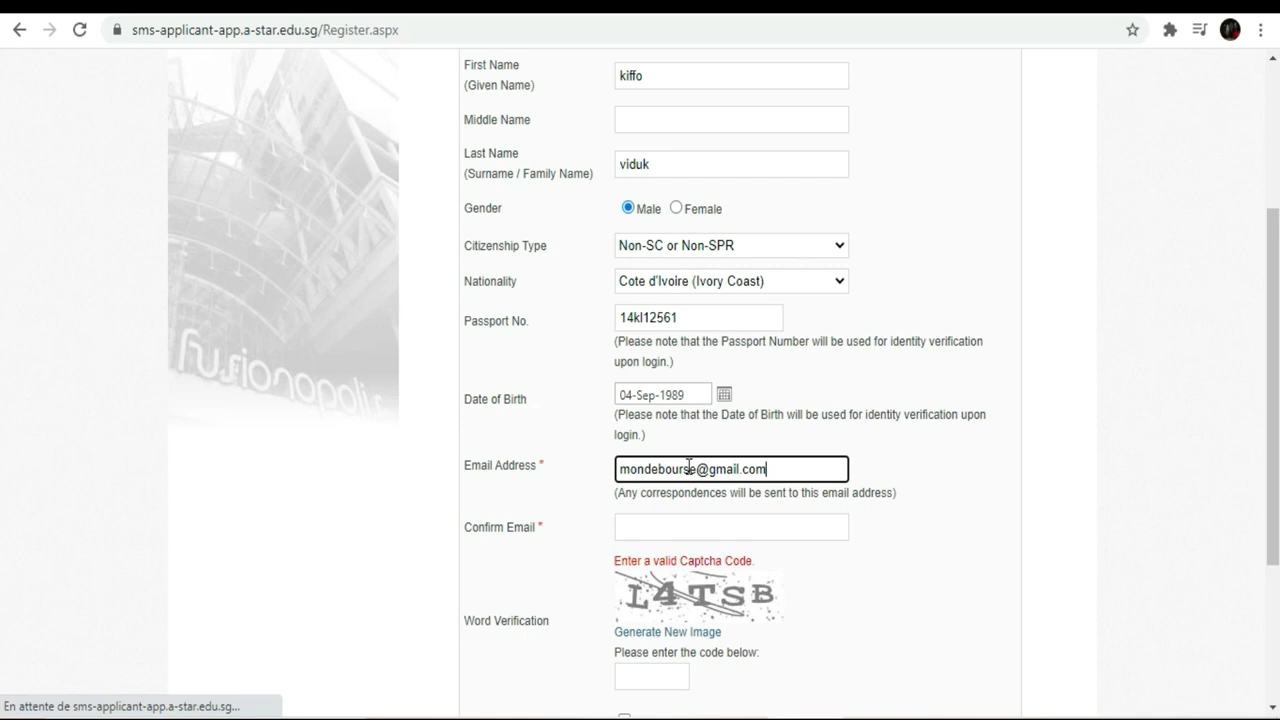 sms-applicant-app.a-star.edu.sg/Register.aspx
First Name
(Given Name)
kiffo
Middle Name
Last Name
(Surname / Family Name)
viduk
Gender
Male Female
Citizenship Type
Non-SC or Non-SPR
Nationality
Cote d'Ivoire (Ivory Coast)
Passport No.
14kl12561
(Please note that the Passport Number will be used for identity verification
upon login.)
Date of Birth
04-Sep-1989
(Please note that the Date of Birth will be used for identity verification upon
login.)
Email Address *
mondebourse@gmail.com
(Any correspondences will be sent to this email address)
Confirm Email *
Enter a valid Captcha Code.
L4TSB
Word Verification
Generate New Image
Please enter the code below:
fusionopolis
En attente de sms-applicant-app.a-star.edu.sg...